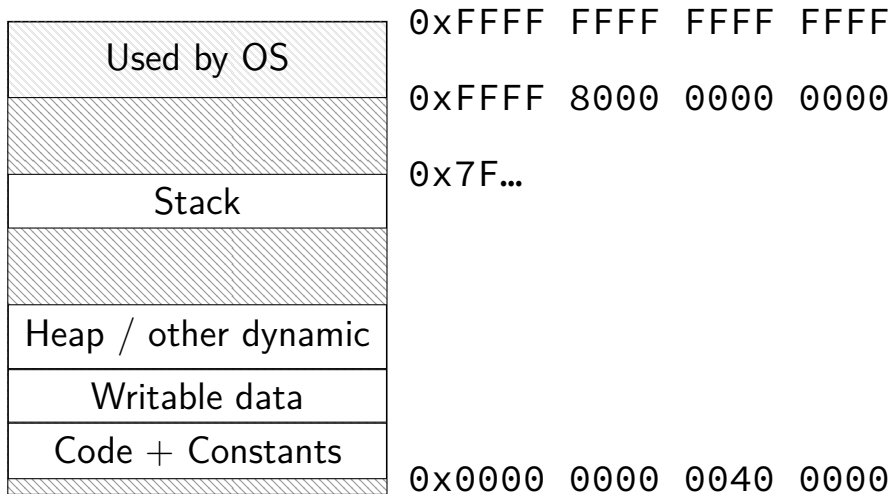 0xFFFF FFFF FFFF FFFF
Used by OS
0xFFFF 8000 0000 0000
0x7F…
Stack
Heap / other dynamic
Writable data
Code + Constants
0x0000 0000 0040 0000